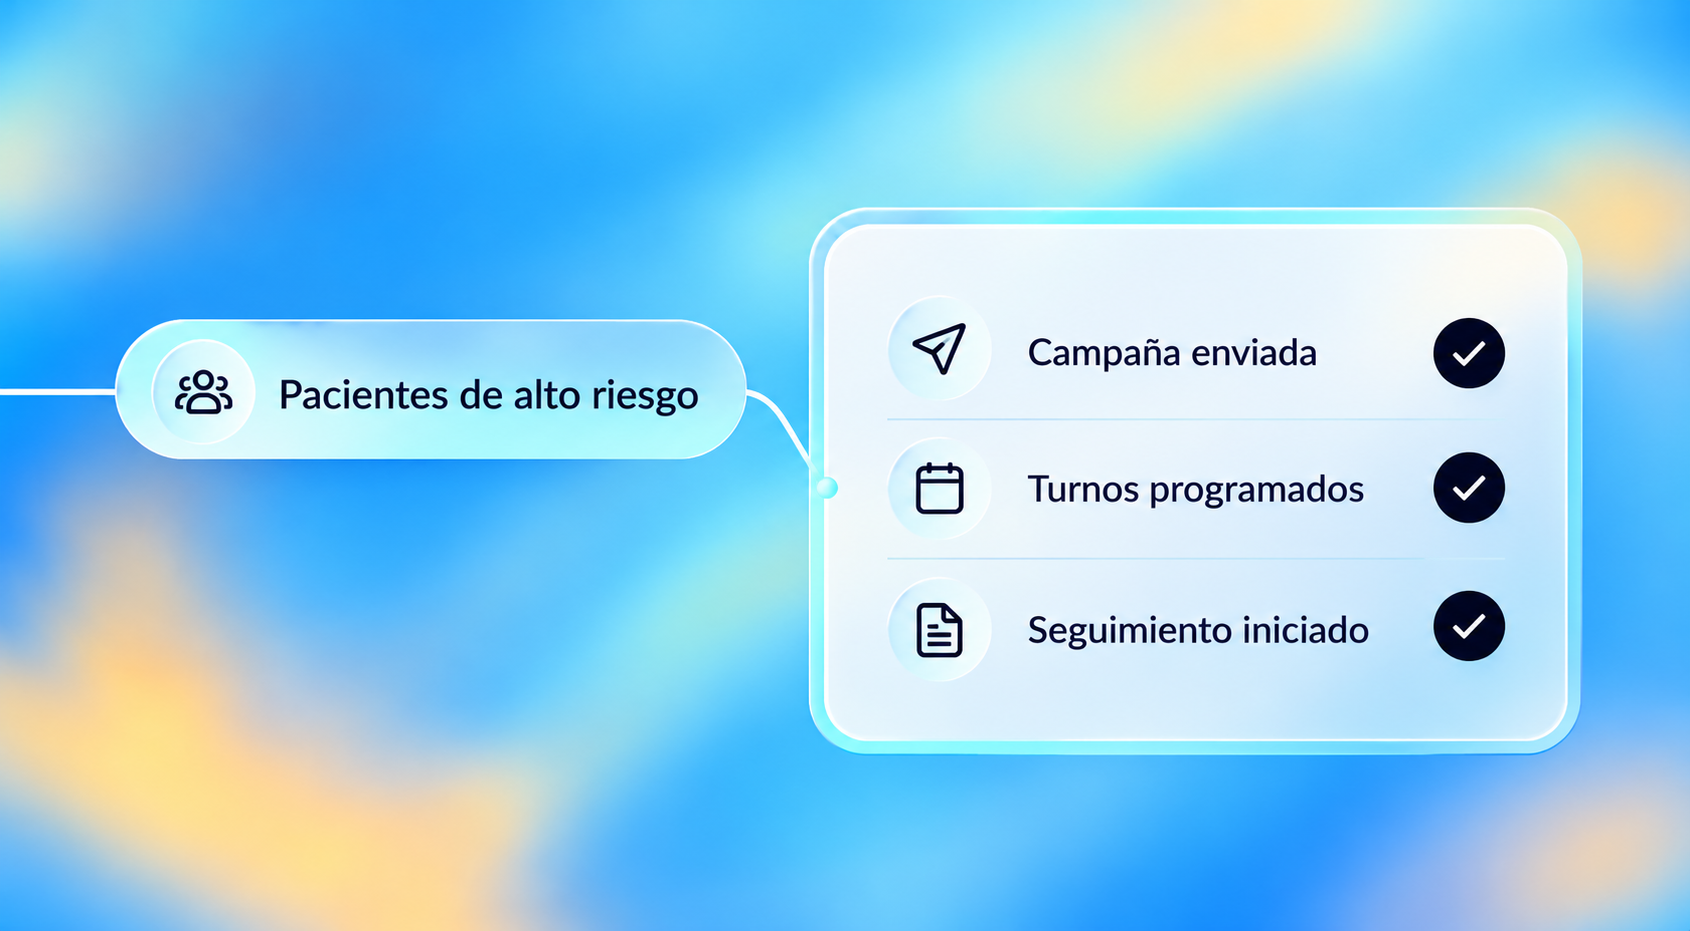 Pacientes de alto riesgo
Campaña enviada
Turnos programados
Seguimiento iniciado